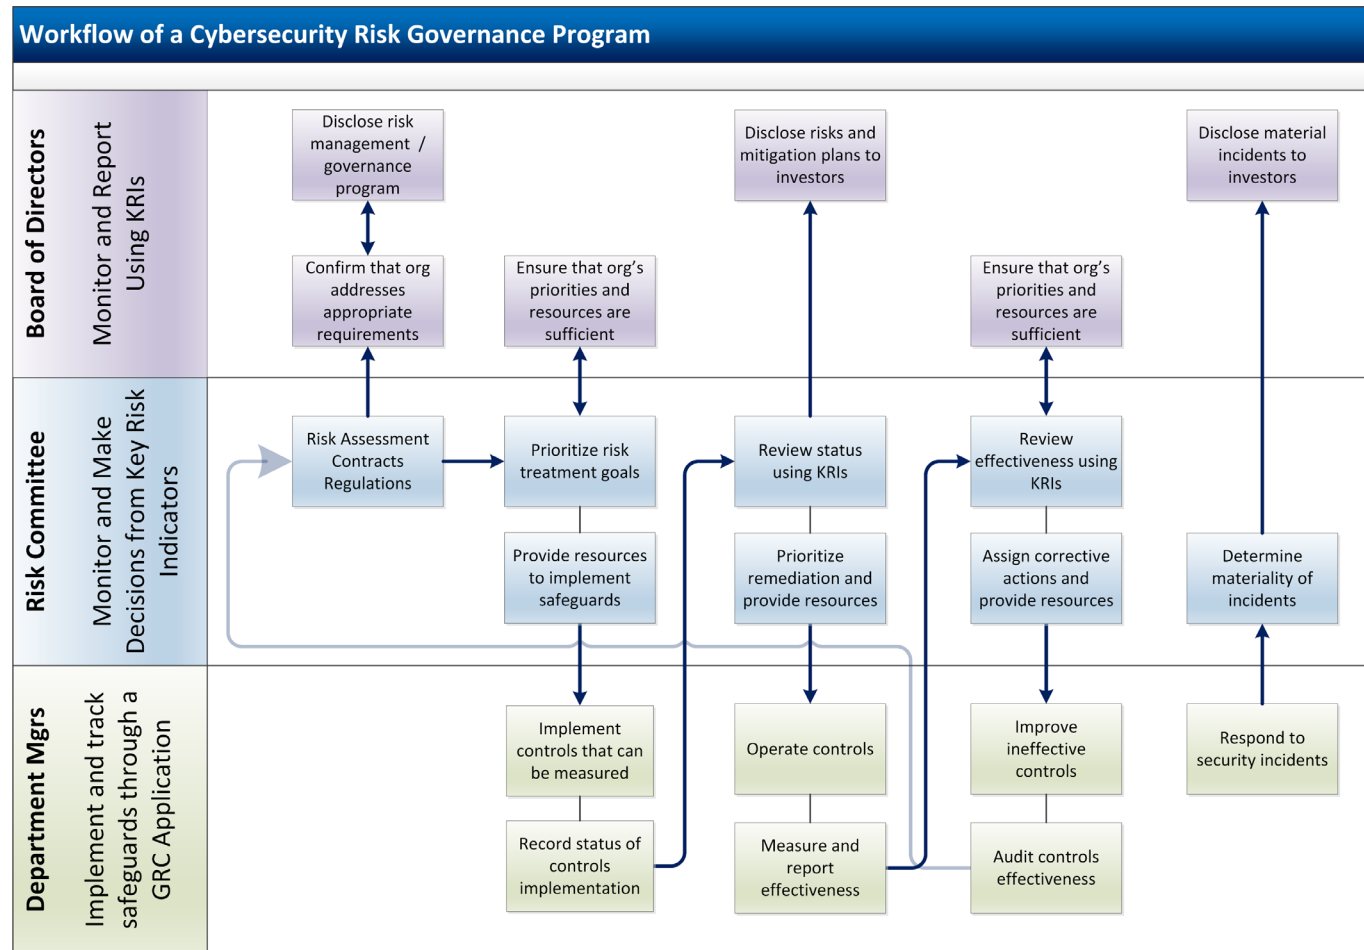 Workflow of a Cybersecurity Risk Governance Program
Board of Directors
Monitor and Report
Using KRIs
Disclose risk
management /
governance
program
Disclose risks and
mitigation plans to
investors
Disclose material
incidents to
investors
Confirm that org
addresses
appropriate
requirements
Ensure that org's
priorities and
resources are
sufficient
Ensure that org's
priorities and
resources are
sufficient
Risk Committee
Monitor and Make
Decisions from Key Risk
Indicators
Risk Assessment
Contracts
Regulations
Prioritize risk
treatment goals
Review status
using KRIs
Review
effectiveness using
KRIs
Provide resources
to implement
safeguards
Prioritize
remediation and
provide resources
Assign corrective
actions and
provide resources
Determine
materiality of
incidents
Department Mgrs
Implement and track
safeguards through a
GRC Application
Implement
controls that can
be measured
Operate controls
Improve
ineffective
controls
Respond to
security incidents
Record status of
controls
implementation
Measure and
report
effectiveness
Audit controls
effectiveness